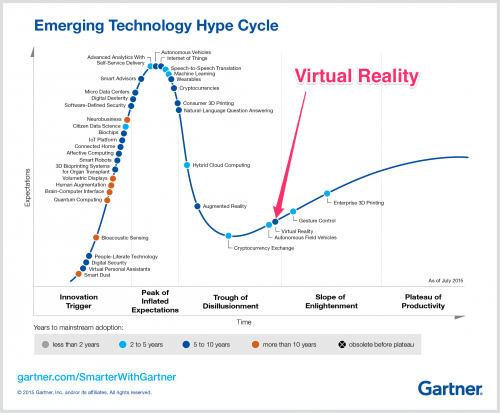 Emerging Technology Hype Cycle
Expectations
Advanced Analytics With
Self-Service Delivery
Autonomous Vehicles
Internet of Things
Speech-to-Speech Translation
Machine Learning
Wearables
Cryptocurrencies
Consumer 3D Printing
Natural-Language Question Answering
Smart Advisors
Micro Data Centers
Digital Dexterity
Software-Defined Security
Neurobusiness
Citizen Data Science
Biochips
IoT Platform
Connected Home
Affective Computing
Smart Robots
3D Bioprinting Systems
for Organ Transplant
Volumetric Displays
Human Augmentation
Brain-Computer Interface
Quantum Computing
Bioacoustic Sensing
People-Literate Technology
Digital Security
Virtual Personal Assistants
Smart Dust
Hybrid Cloud Computing
Augmented Reality
Cryptocurrency Exchange
Virtual Reality
Enterprise 3D Printing
Gesture Control
Virtual Reality
Autonomous Field Vehicles
As of July 2015
Innovation
Trigger
Peak of
Inflated
Expectations
Trough of
Disillusionment
Slope of
Enlightenment
Plateau of
Productivity
Time
Years to mainstream adoption:
less than 2 years
2 to 5 years
5 to 10 years
more than 10 years
obsolete before plateau
gartner.com/SmarterWithGartner
© 2015 Gartner, Inc. and/or its affiliates. All rights reserved.
Gartner.